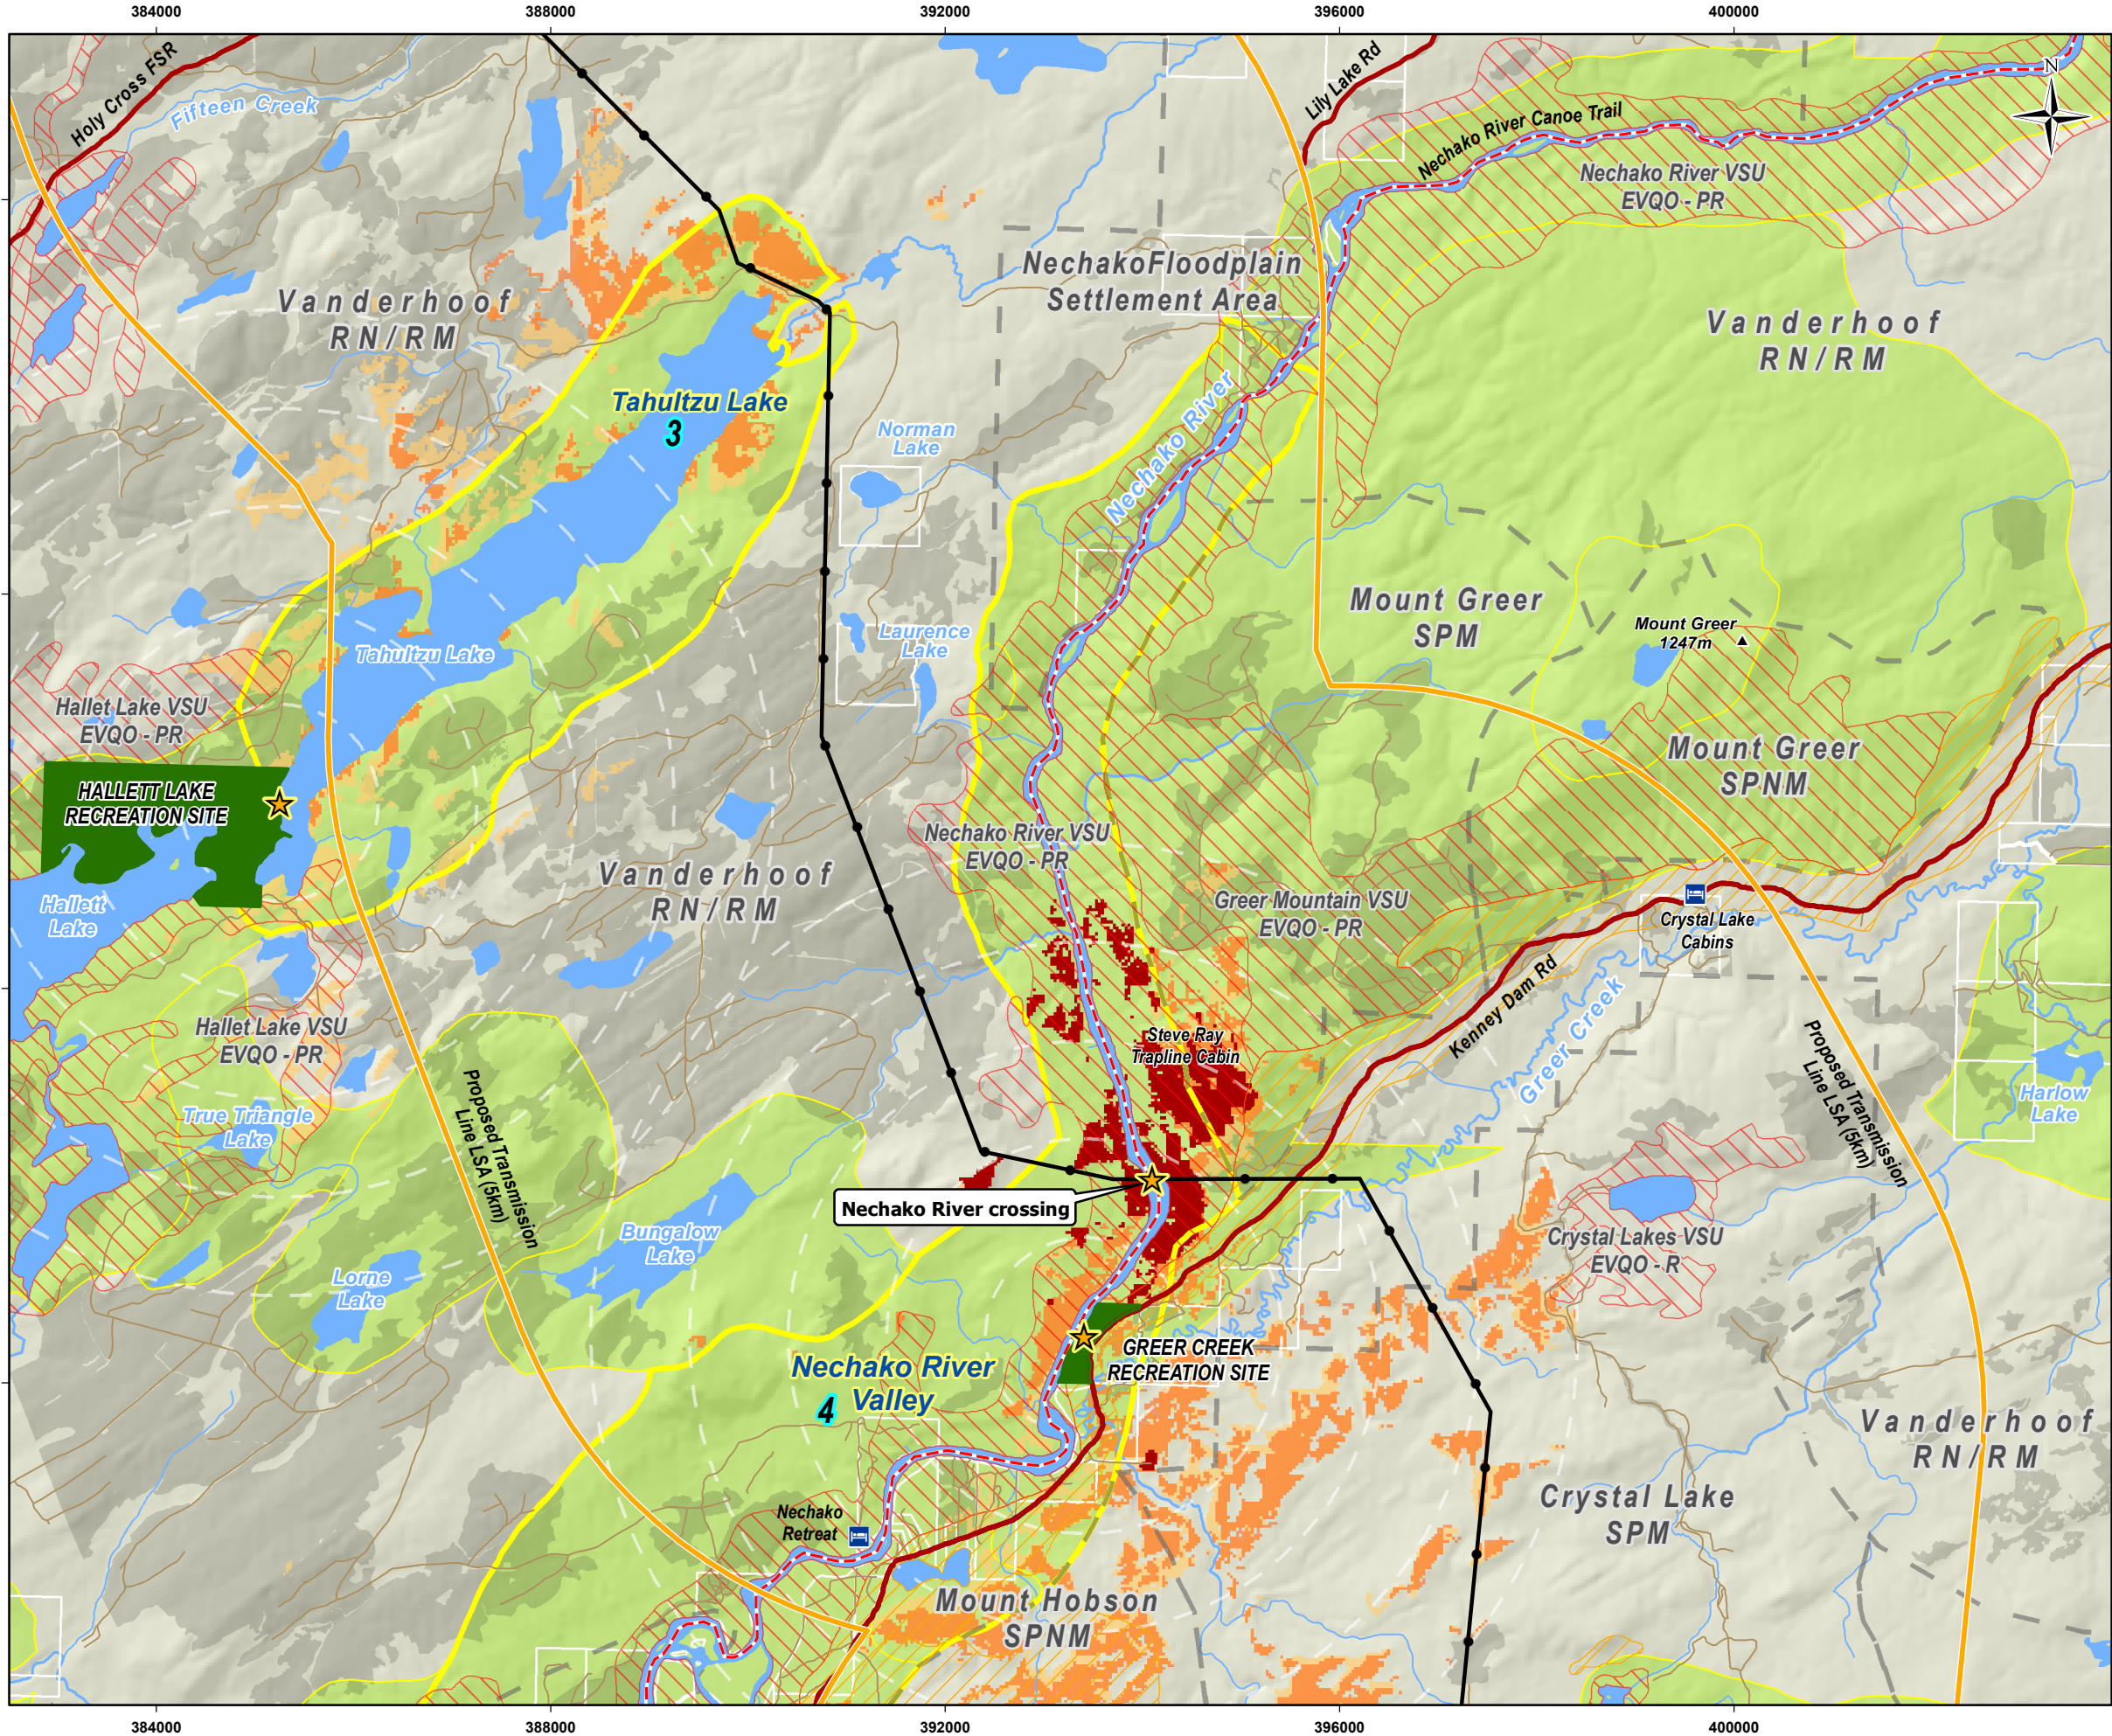 384000
388000
392000
396000
400000
Holy Cross FSR
Fifteen Creek
Lily Lake Rd
N
Nechako River Canoe Trail
Nechako River VSU
EVQO - PR
NechakoFloodplain
Settlement Area
Vanderhoof
RN/RM
Vanderhoof
RN/RM
Tahultzu Lake
3
Norman
Lake
Nechako River
Mount Greer
SPM
Mount Greer
1247m
Laurence
Lake
Tahultzu Lake
Hallet Lake VSU
EVQO - PR
Mount Greer
SPNM
HALLETT LAKE
RECREATION SITE
Nechako River VSU
EVQO - PR
Vanderhoof
RN/RM
Greer Mountain VSU
EVQO - PR
Crystal Lake
Cabins
Hallett
Lake
Kenney Dam Rd
Greer Creek
Hallet Lake VSU
EVQO - PR
Steve Ray
Trapline Cabin
Proposed Transmission
Line LSA (5km)
Proposed Transmission
Line LSA (5km)
Harlow
Lake
True Triangle
Lake
Nechako River crossing
Bungalow
Lake
Crystal Lakes VSU
EVQO - R
Lorne
Lake
GREER CREEK
RECREATION SITE
Nechako River
Valley
4
Vanderhoof
RN/RM
Crystal Lake
SPM
Nechako
Retreat
Mount Hobson
SPNM
384000
388000
392000
396000
400000